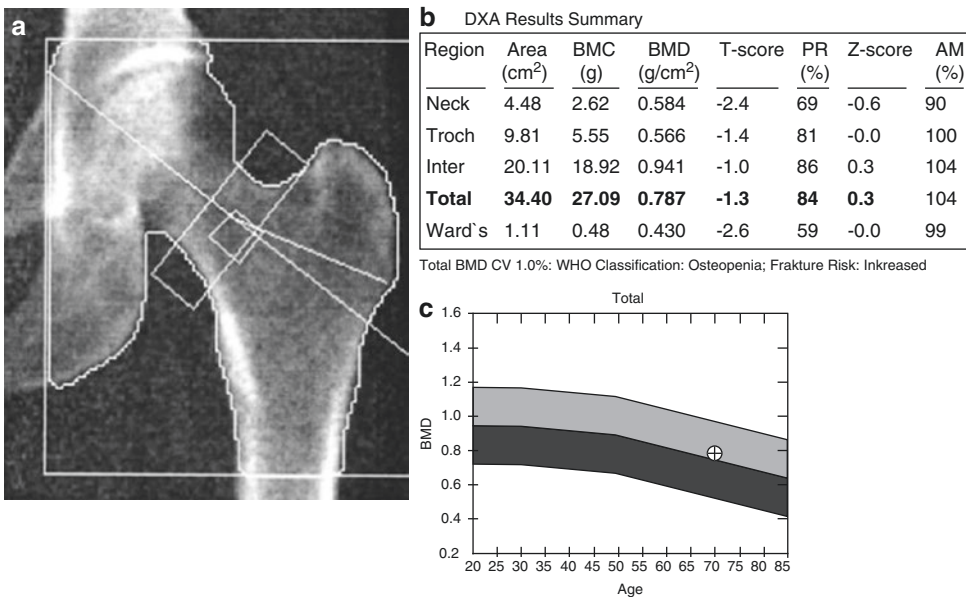 a
b DXA Results Summary
Region Area (cm2) BMC (g) BMD (g/cm2) T-score PR (%) Z-score AM (%)
Neck 4.48 2.62 0.584 -2.4 69 -0.6 90
Troch 9.81 5.55 0.566 -1.4 81 -0.0 100
Inter 20.11 18.92 0.941 -1.0 86 0.3 104
Total 34.40 27.09 0.787 -1.3 84 0.3 104
Ward`s 1.11 0.48 0.430 -2.6 59 -0.0 99
Total BMD CV 1.0%: WHO Classification: Osteopenia; Frakture Risk: Inkreased
c Total
1.6
1.4
1.2
1.0
0.8
0.6
0.4
0.2
BMD
20 25 30 35 40 45 50 55 60 65 70 75 80 85
Age